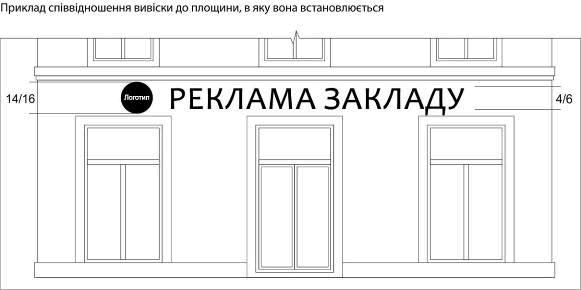 Приклад співвідношення вивіски до площини, в яку вона встановлюється
14/16
Логотип
РЕКЛАМА ЗАКЛАДУ
4/6